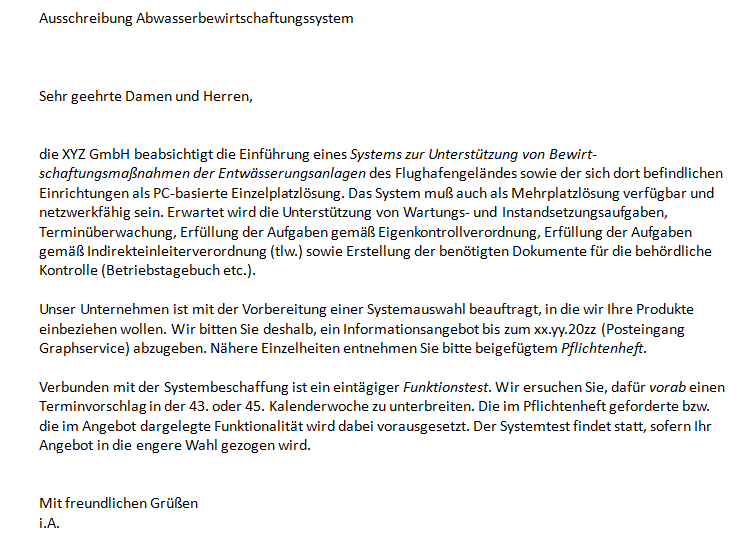 Ausschreibung Abwasserbewirtschaftungssystem
Sehr geehrte Damen und Herren,
die XYZ GmbH beabsichtigt die Einführung eines Systems zur Unterstützung von Bewirt-
schaftungsmaßnahmen der Entwässerungsanlagen des Flughafengeländes sowie der sich dort befindlichen
Einrichtungen als PC-basierte Einzelplatzlösung. Das System muß auch als Mehrplatzlösung verfügbar und
netzwerkfähig sein. Erwartet wird die Unterstützung von Wartungs- und Instandsetzungsaufgaben,
Terminüberwachung, Erfüllung der Aufgaben gemäß Eigenkontrollverordnung, Erfüllung der Aufgaben
gemäß Indirekteinleiterverordnung (tlw.) sowie Erstellung der benötigten Dokumente für die behördliche
Kontrolle (Betriebstagebuch etc.).
Unser Unternehmen ist mit der Vorbereitung einer Systemauswahl beauftragt, in die wir Ihre Produkte
einbeziehen wollen. Wir bitten Sie deshalb, ein Informationsangebot bis zum xx.yy.20zz (Posteingang
Graphservice) abzugeben. Nähere Einzelheiten entnehmen Sie bitte beigefügtem Pflichtenheft.
Verbunden mit der Systembeschaffung ist ein eintägiger Funktionstest. Wir ersuchen Sie, dafür vorab einen
Terminvorschlag in der 43. oder 45. Kalenderwoche zu unterbreiten. Die im Pflichtenheft geforderte bzw.
die im Angebot dargelegte Funktionalität wird dabei vorausgesetzt. Der Systemtest findet statt, sofern Ihr
Angebot in die engere Wahl gezogen wird.
Mit freundlichen Grüßen
i.A.